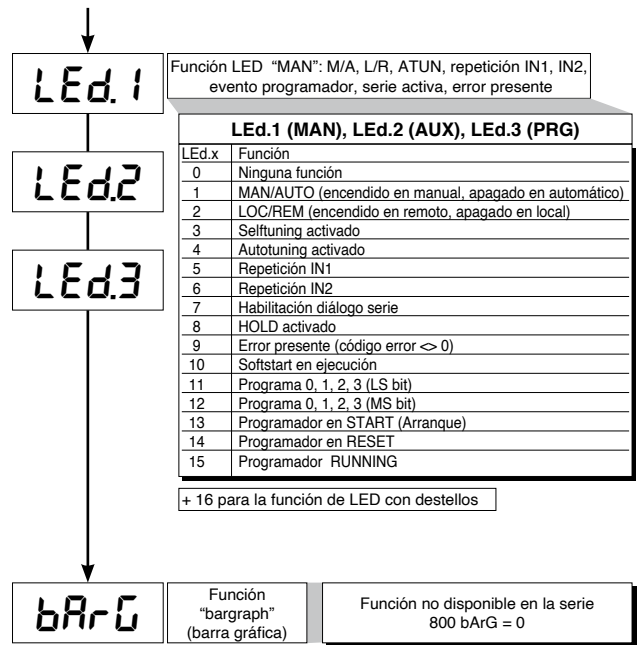 LEd.1
Función LED “MAN”: M/A, L/R, ATUN, repetición IN1, IN2,
evento programador, serie activa, error presente
LEd.1 (MAN), LEd.2 (AUX), LEd.3 (PRG)
LEd.x Función
0 Ninguna función
1 MAN/AUTO (encendido en manual, apagado en automático)
2 LOC/REM (encendido en remoto, apagado en local)
3 Selftuning activado
4 Autotuning activado
5 Repetición IN1
6 Repetición IN2
7 Habilitación diálogo serie
8 HOLD activado
9 Error presente (código error <> 0)
10 Softstart en ejecución
11 Programa 0, 1, 2, 3 (LS bit)
12 Programa 0, 1, 2, 3 (MS bit)
13 Programador en START (Arranque)
14 Programador en RESET
15 Programador RUNNING
+ 16 para la función de LED con destellos
LEd.2
LEd.3
bArG
Función
“bargraph”
(barra gráfica)
Función no disponible en la serie
800 bArG = 0